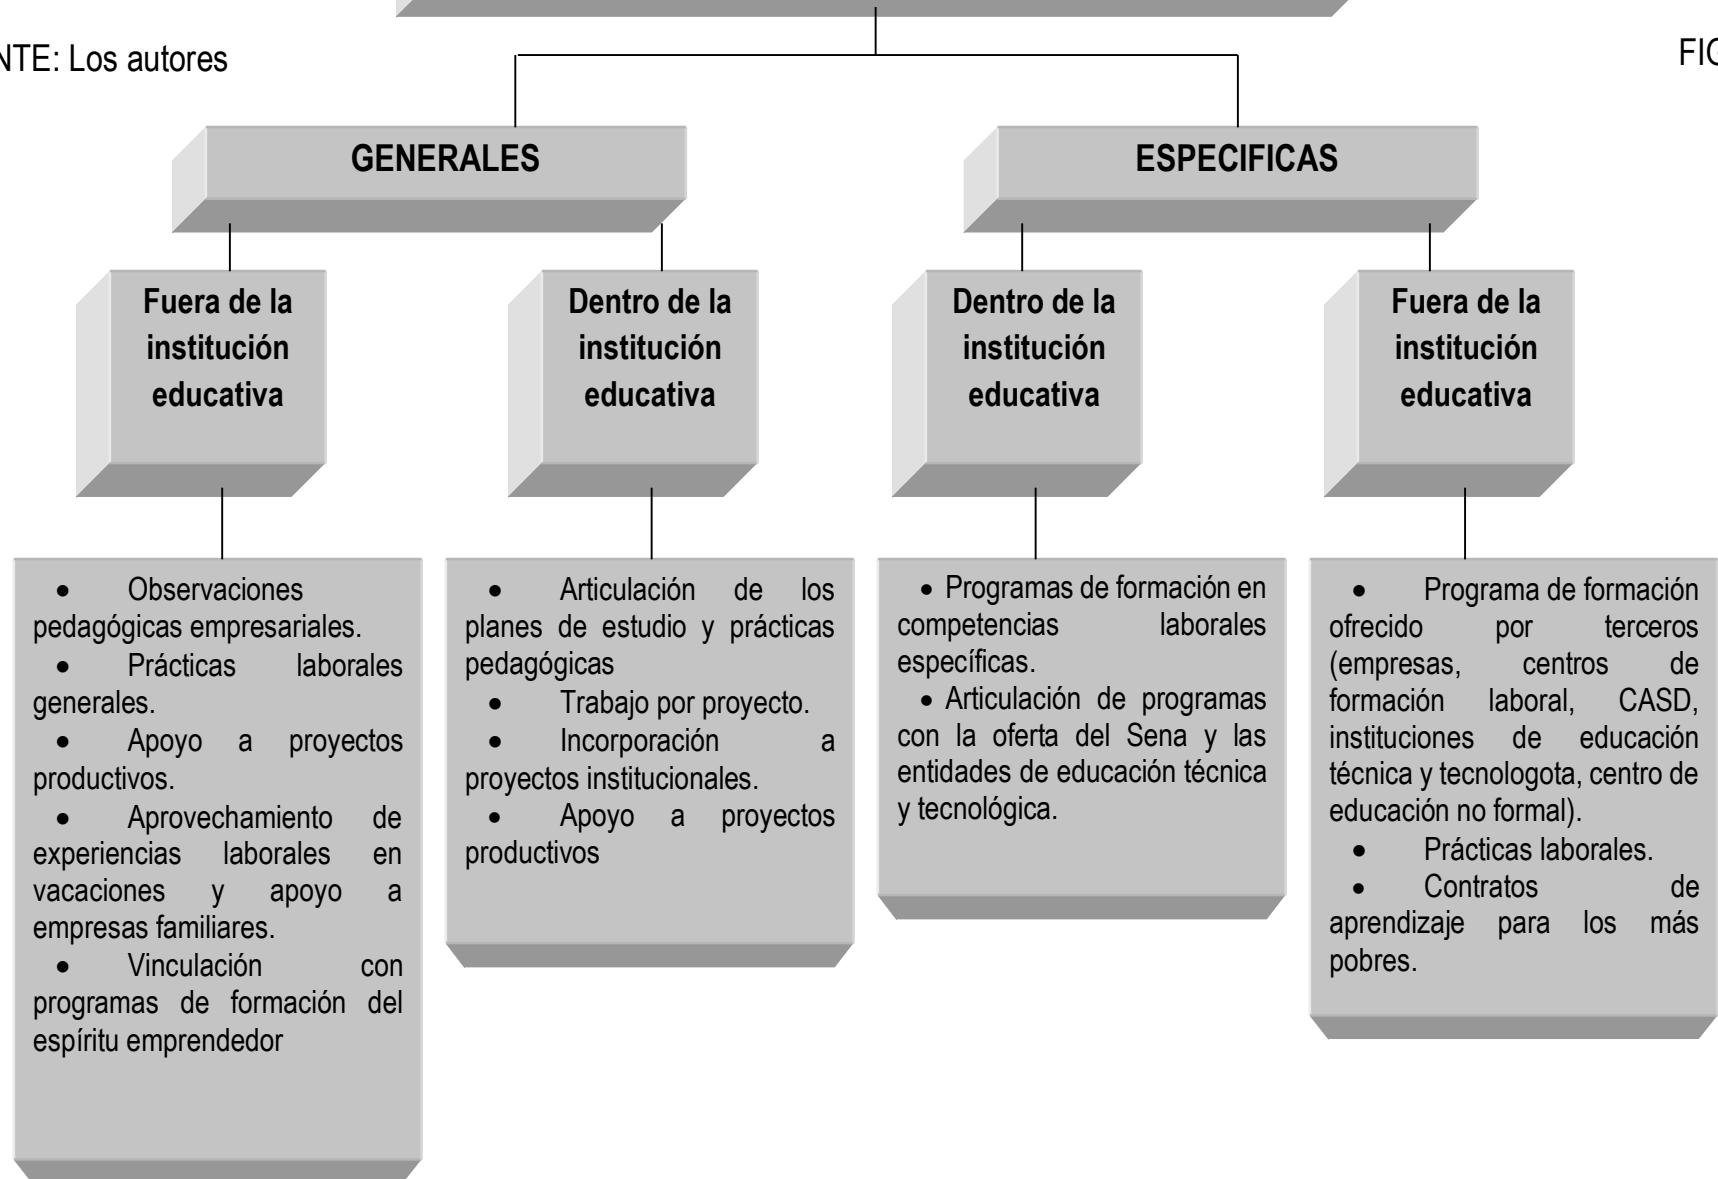 NTE: Los autores
FIG
GENERALES
ESPECIFICAS
Fuera de la
institución
educativa
Dentro de la
institución
educativa
Dentro de la
institución
educativa
Fuera de la
institución
educativa
• Observaciones
pedagógicas empresariales.
• Prácticas laborales
generales.
• Apoyo a proyectos
productivos.
• Aprovechamiento de
experiencias laborales en
vacaciones y apoyo a
empresas familiares.
• Vinculación con
programas de formación del
espíritu emprendedor
• Articulación de los
planes de estudio y prácticas
pedagógicas
• Trabajo por proyecto.
• Incorporación a
proyectos institucionales.
• Apoyo a proyectos
productivos
• Programas de formación en
competencias laborales
específicas.
• Articulación de programas
con la oferta del Sena y las
entidades de educación técnica
y tecnológica.
• Programa de formación
ofrecido por terceros
(empresas, centros de
formación laboral, CASD,
instituciones de educación
técnica y tecnologota, centro de
educación no formal).
• Prácticas laborales.
• Contratos de
aprendizaje para los más
pobres.